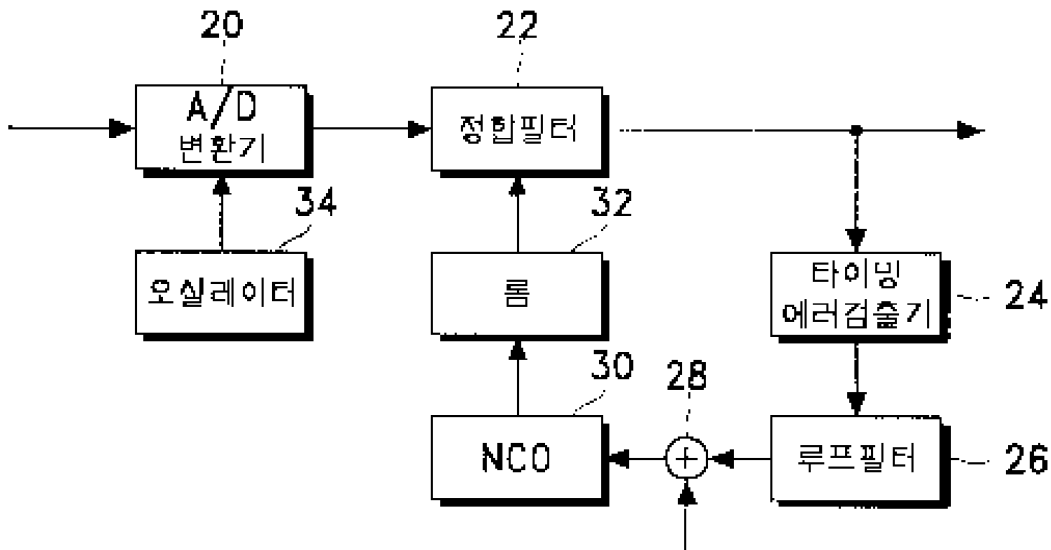 20
22
A/D
변환기
정합필터
34
32
오실레이터
롬
타이밍
에러검출기
24
30
28
NCO
+
루프필터
26